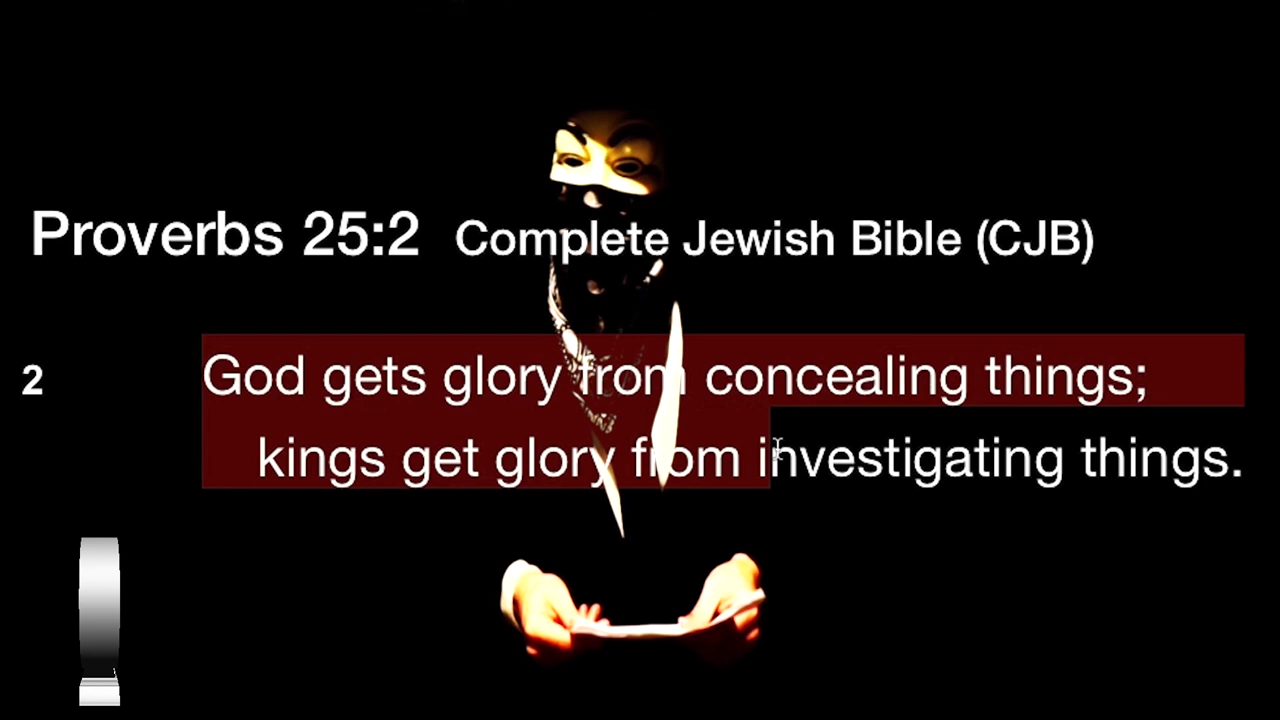 Proverbs 25:2 Complete Jewish Bible (CJB)
2 God gets glory from concealing things;
kings get glory from investigating things.